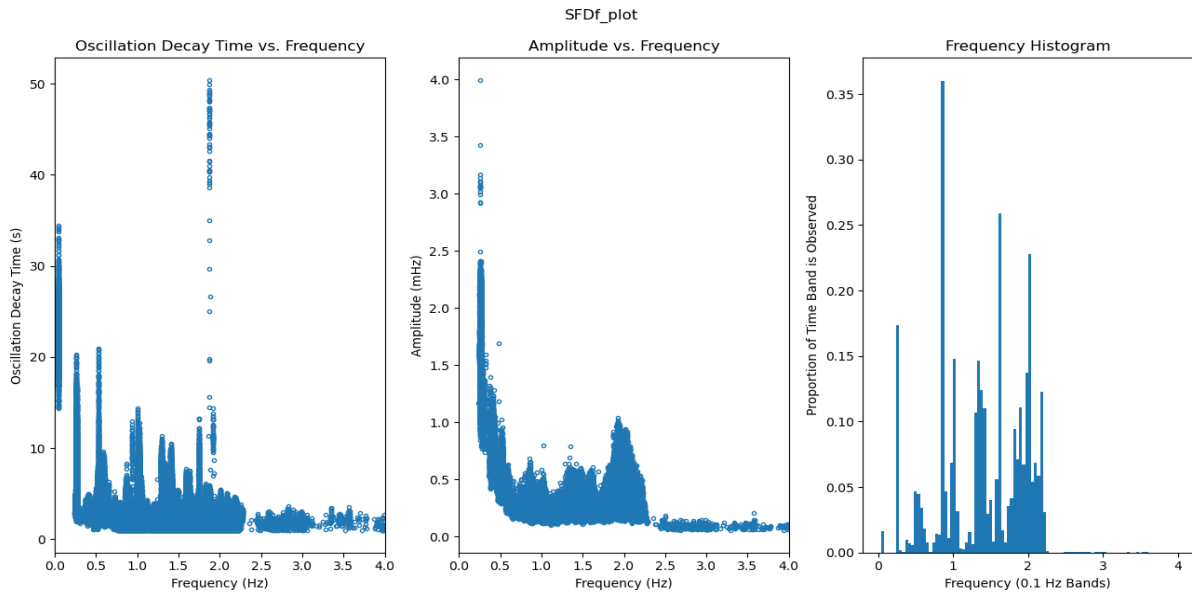 SFDf_plot
Oscillation Decay Time vs. Frequency
Oscillation Decay Time (s)
50
40
30
20
10
0
0.0 0.5 1.0 1.5 2.0 2.5 3.0 3.5 4.0
Frequency (Hz)
Amplitude vs. Frequency
Amplitude (mHz)
4.0
3.5
3.0
2.5
2.0
1.5
1.0
0.5
0.0
0.0 0.5 1.0 1.5 2.0 2.5 3.0 3.5 4.0
Frequency (Hz)
Frequency Histogram
Proportion of Time Band is Observed
0.35
0.30
0.25
0.20
0.15
0.10
0.05
0.00
0 1 2 3 4
Frequency (0.1 Hz Bands)